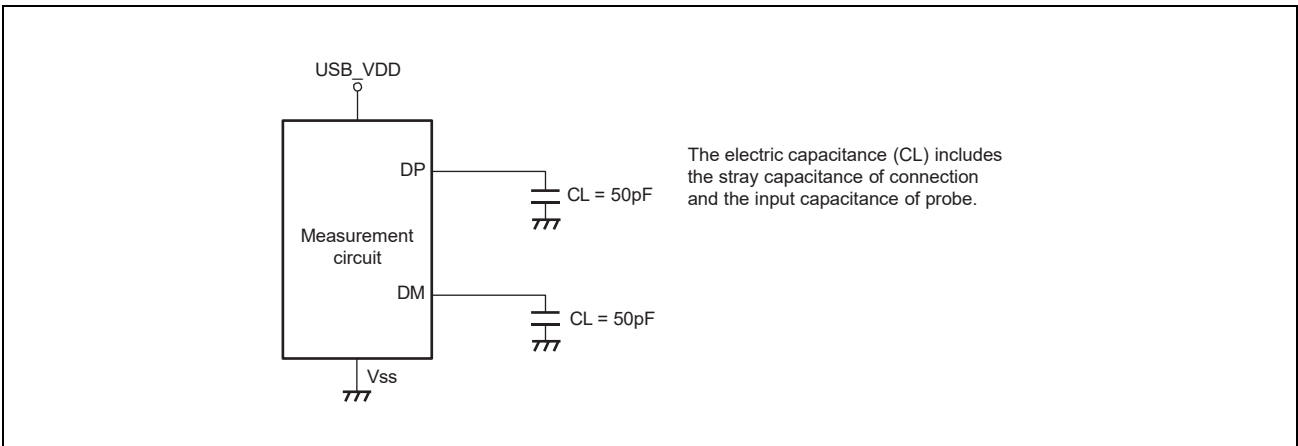 USB_VDD
DP
CL = 50pF
The electric capacitance (CL) includes
the stray capacitance of connection
and the input capacitance of probe.
Measurement
circuit
DM
CL = 50pF
Vss